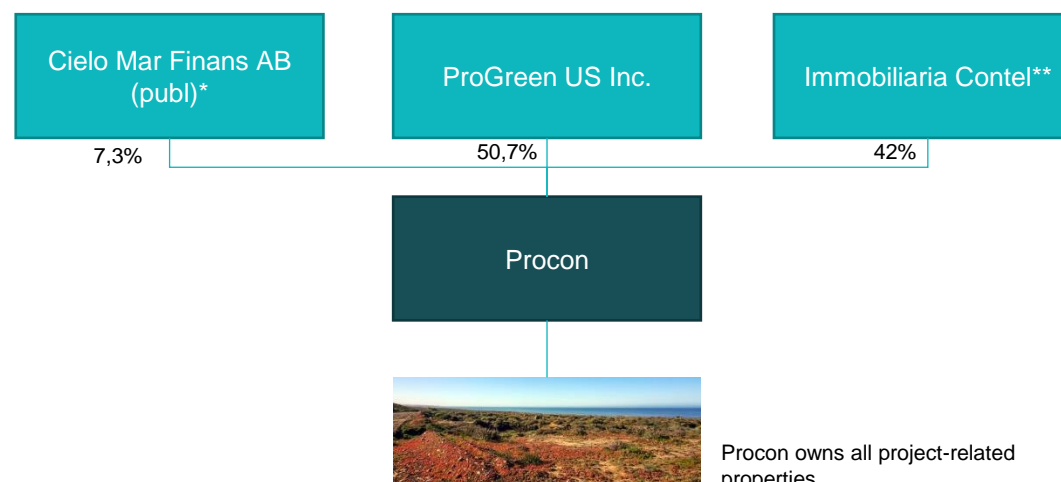 Cielo Mar Finans AB
(publ)*
ProGreen US Inc.
Immobiliaria Contel**
7,3%
50,7%
42%
Procon
Procon owns all project-related
properties